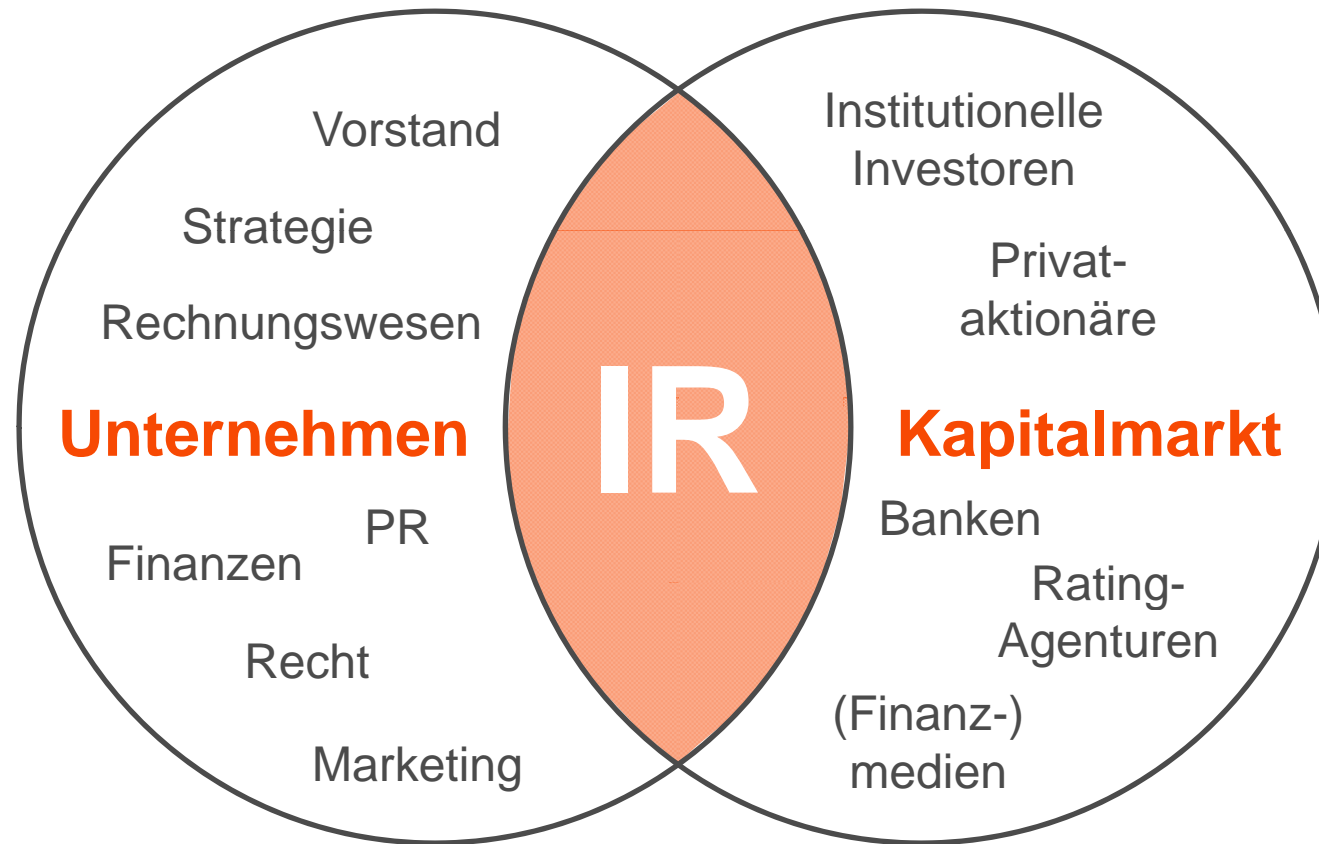 Vorstand
Strategie
Rechnungswesen
Unternehmen
PR
Finanzen
Recht
Marketing
IR
Institutionelle
Investoren
Privat-
aktionäre
Kapitalmarkt
Banken
Rating-
Agenturen
(Finanz-)
medien